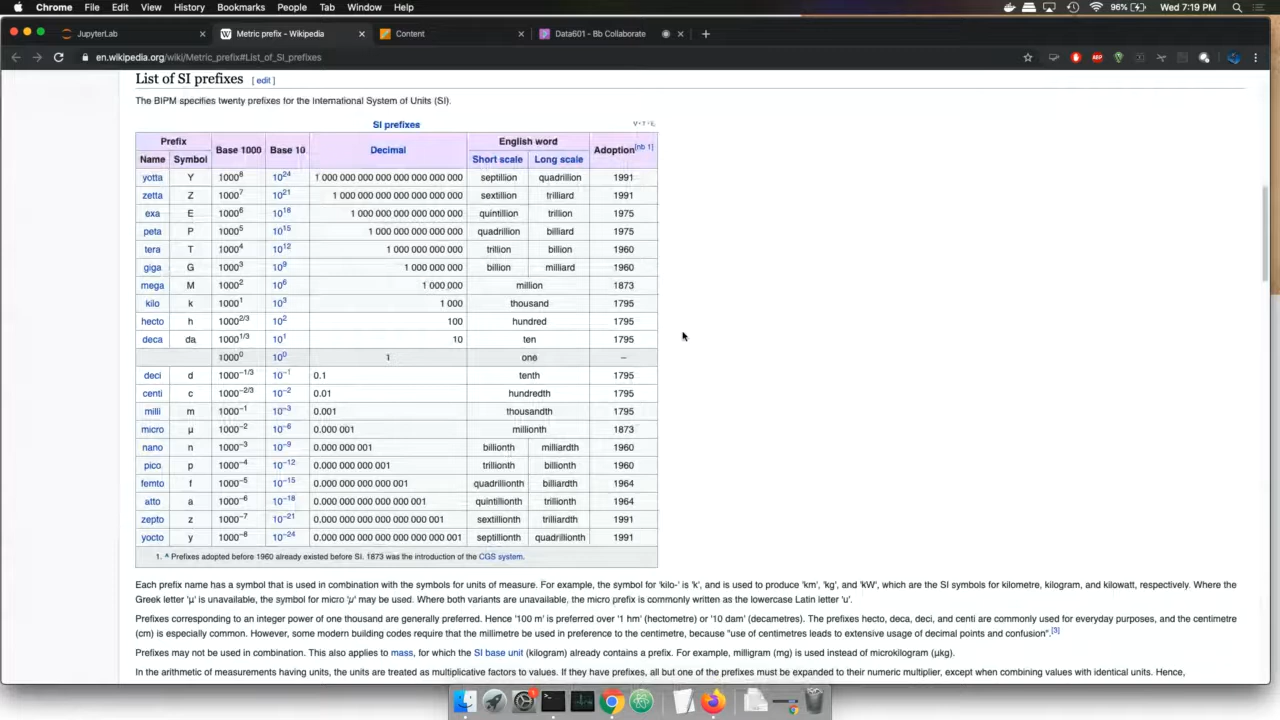 Chrome File Edit View History Bookmarks People Tab Window Help 96% Wed 7:19 PM
JupyterLab Metric prefix - Wikipedia Content Data601 - Bb Collaborate
en.wikipedia.org/wiki/Metric_prefix#List_of_SI_prefixes
List of SI prefixes [ edit ]
The BIPM specifies twenty prefixes for the International System of Units (SI).
SI prefixes V·T·E
Prefix Base 1000 Base 10 Decimal English word Adoption[nb 1]
Name Symbol Short scale Long scale
yotta Y 1000⁸ 10²⁴ 1 000 000 000 000 000 000 000 000 septillion quadrillion 1991
zetta Z 1000⁷ 10²¹ 1 000 000 000 000 000 000 000 sextillion trilliard 1991
exa E 1000⁶ 10¹⁸ 1 000 000 000 000 000 000 quintillion trillion 1975
peta P 1000⁵ 10¹⁵ 1 000 000 000 000 000 quadrillion billiard 1975
tera T 1000⁴ 10¹² 1 000 000 000 000 trillion billion 1960
giga G 1000³ 10⁹ 1 000 000 000 billion milliard 1960
mega M 1000² 10⁶ 1 000 000 million 1873
kilo k 1000¹ 10³ 1 000 thousand 1795
hecto h 1000²ᐟ³ 10² 100 hundred 1795
deca da 1000¹ᐟ³ 10¹ 10 ten 1795
1000⁰ 10⁰ 1 one –
deci d 1000⁻¹ᐟ³ 10⁻¹ 0.1 tenth 1795
centi c 1000⁻²ᐟ³ 10⁻² 0.01 hundredth 1795
milli m 1000⁻¹ 10⁻³ 0.001 thousandth 1795
micro μ 1000⁻² 10⁻⁶ 0.000 001 millionth 1873
nano n 1000⁻³ 10⁻⁹ 0.000 000 001 billionth milliardth 1960
pico p 1000⁻⁴ 10⁻¹² 0.000 000 000 001 trillionth billionth 1960
femto f 1000⁻⁵ 10⁻¹⁵ 0.000 000 000 000 001 quadrillionth billiardth 1964
atto a 1000⁻⁶ 10⁻¹⁸ 0.000 000 000 000 000 001 quintillionth trillionth 1964
zepto z 1000⁻⁷ 10⁻²¹ 0.000 000 000 000 000 000 001 sextillionth trilliardth 1991
yocto y 1000⁻⁸ 10⁻²⁴ 0.000 000 000 000 000 000 000 001 septillionth quadrillionth 1991
1. ^ Prefixes adopted before 1960 already existed before SI. 1873 was the introduction of the CGS system.
Each prefix name has a symbol that is used in combination with the symbols for units of measure. For example, the symbol for 'kilo-' is 'k', and is used to produce 'km', 'kg', and 'kW', which are the SI symbols for kilometre, kilogram, and kilowatt, respectively. Where the
Greek letter 'μ' is unavailable, the symbol for micro 'µ' may be used. Where both variants are unavailable, the micro prefix is commonly written as the lowercase Latin letter 'u'.
Prefixes corresponding to an integer power of one thousand are generally preferred. Hence '100 m' is preferred over '1 hm' (hectometre) or '10 dam' (decametres). The prefixes hecto, deca, deci, and centi are commonly used for everyday purposes, and the centimetre
(cm) is especially common. However, some modern building codes require that the millimetre be used in preference to the centimetre, because "use of centimetres leads to extensive usage of decimal points and confusion".[3]
Prefixes may not be used in combination. This also applies to mass, for which the SI base unit (kilogram) already contains a prefix. For example, milligram (mg) is used instead of microkilogram (μkg).
In the arithmetic of measurements having units, the units are treated as multiplicative factors to values. If they have prefixes, all but one of the prefixes must be expanded to their numeric multiplier, except when combining values with identical units. Hence,